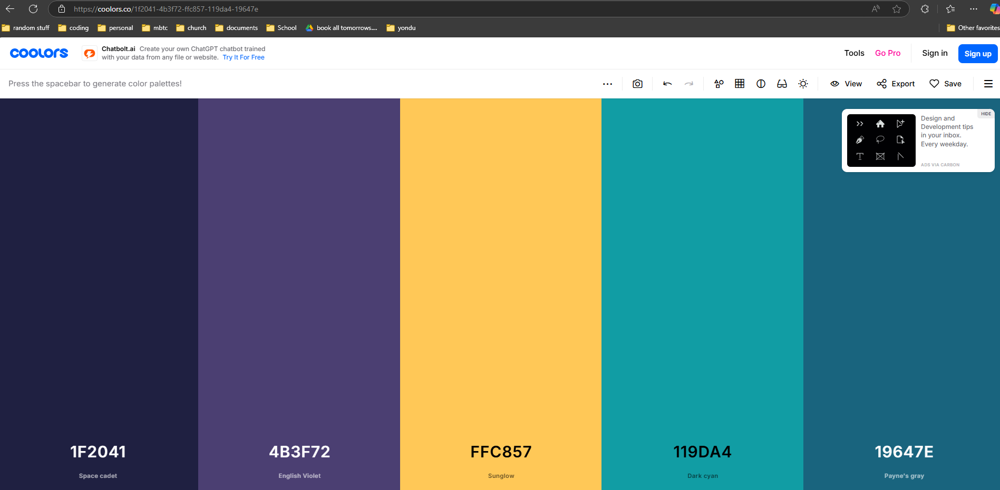 https://coolors.co/1f2041-4b3f72-ffc857-119da4-19647e
random stuff coding personal mbtc church documents School book all tomorrows.... yondu Other favorites
coolors
Chatbolt.ai Create your own ChatGPT chatbot trained
with your data from any file or website. Try It For Free
Tools Go Pro Sign in Sign up
Press the spacebar to generate color palettes!
View Export Save
HIDE
Design and
Development tips
in your inbox.
Every weekday.
ADS VIA CARBON
1F2041 4B3F72 FFC857 119DA4 19647E
Space cadet English Violet Sunglow Dark cyan Payne's gray